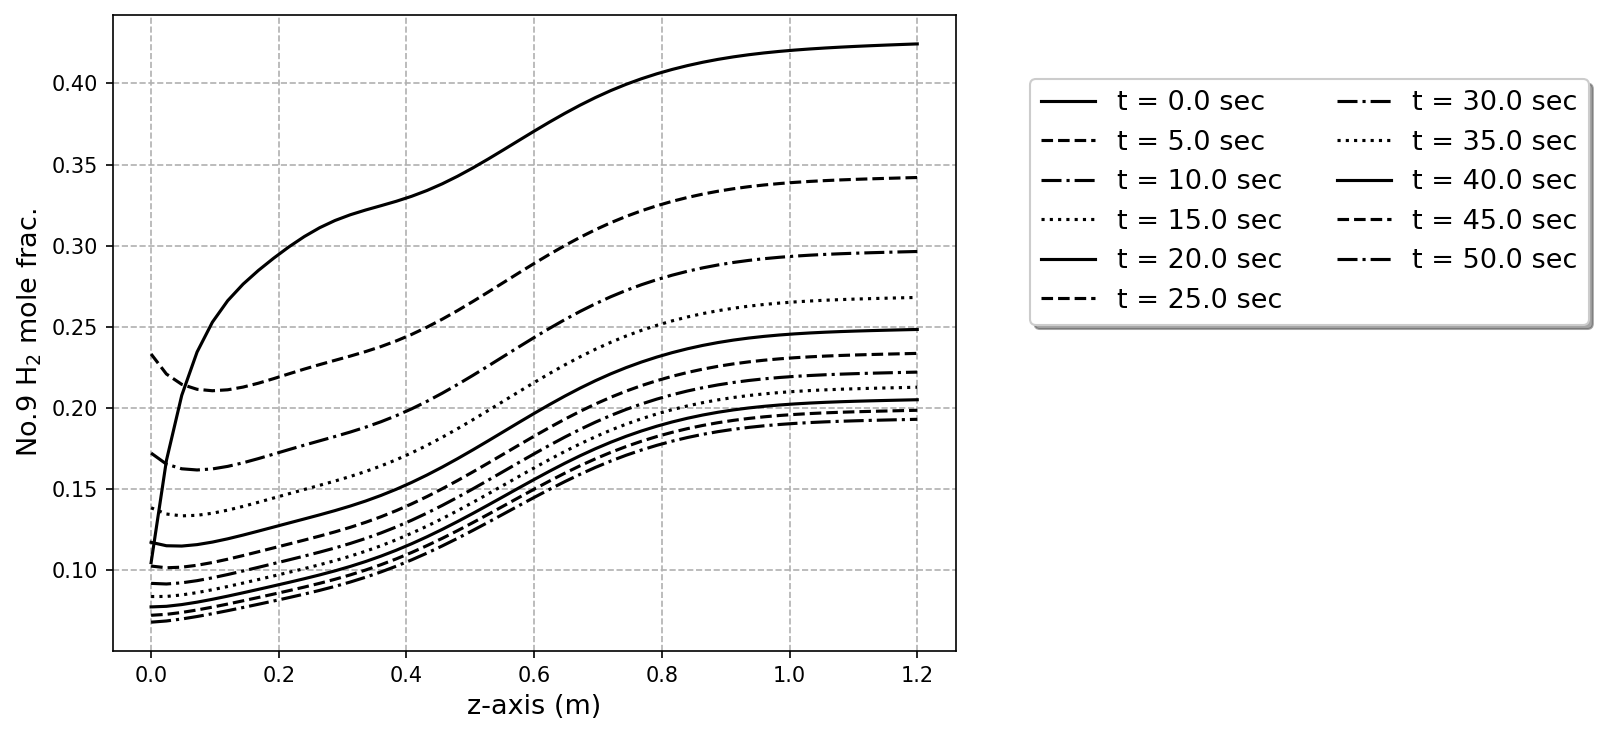 No.9 H₂ mole frac.
0.40
0.35
0.30
0.25
0.20
0.15
0.10
0.0 0.2 0.4 0.6 0.8 1.0 1.2
z-axis (m)
t = 0.0 sec
t = 5.0 sec
t = 10.0 sec
t = 15.0 sec
t = 20.0 sec
t = 25.0 sec
t = 30.0 sec
t = 35.0 sec
t = 40.0 sec
t = 45.0 sec
t = 50.0 sec